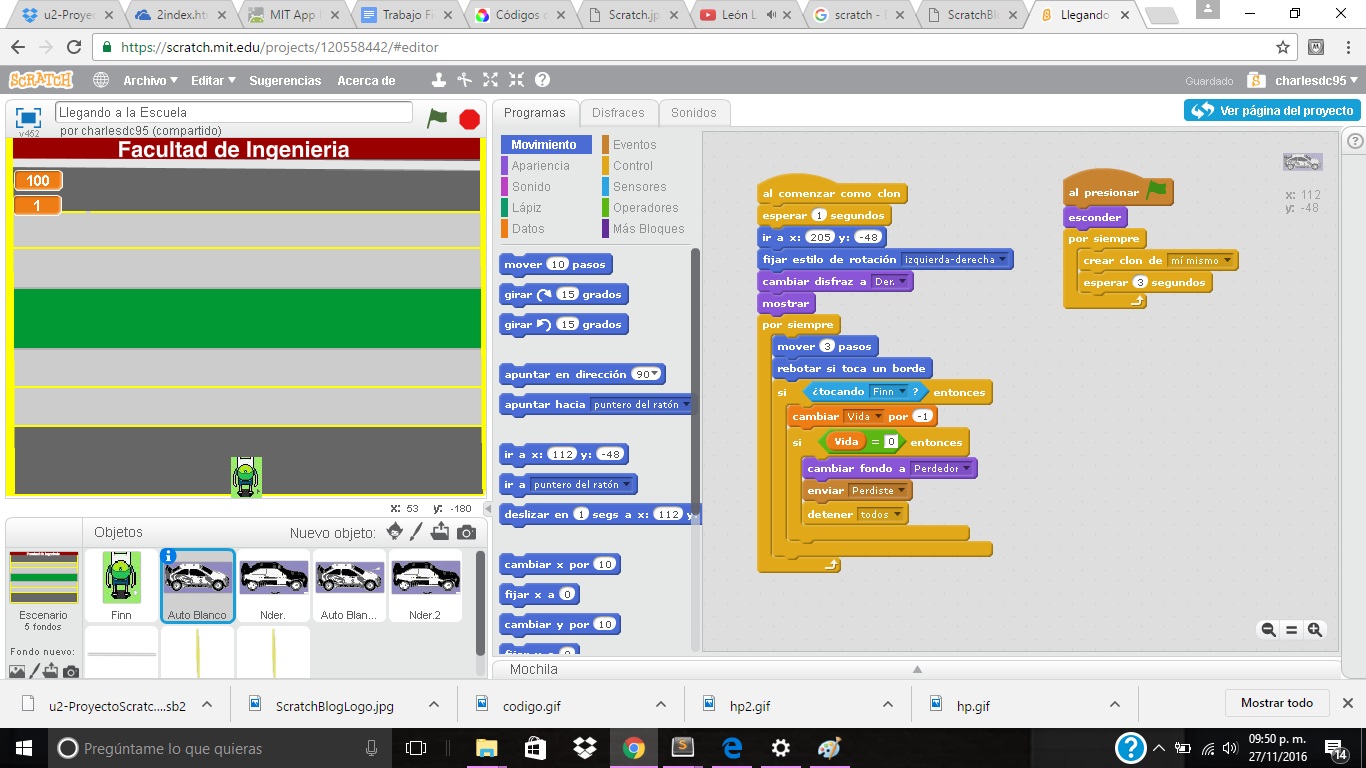 u2-Proyec
2index.ht
MIT App I
Trabajo Fi
Códigos d
Scratch.jp
León L
scratch - B
ScratchBl
Llegando
https://scratch.mit.edu/projects/120558442/#editor
SCRATCH
Archivo
Editar
Sugerencias
Acerca de
Guardado
charlesdc95
v452
Llegando a la Escuela
por charlesdc95 (compartido)
Programas
Disfraces
Sonidos
Ver página del proyecto
Facultad de Ingenieria
100
1
x: 53 y: -180
Movimiento
Eventos
Apariencia
Control
Sonido
Sensores
Lápiz
Operadores
Datos
Más Bloques
mover 10 pasos
girar 15 grados
girar 15 grados
apuntar en dirección 90
apuntar hacia puntero del ratón
ir a x: 112 y: -48
ir a puntero del ratón
deslizar en 1 segs a x: 112 y
cambiar x por 10
fijar x a 0
cambiar y por 10
fijar y a 0
al comenzar como clon
esperar 1 segundos
ir a x: 205 y: -48
fijar estilo de rotación izquierda-derecha
cambiar disfraz a Der.
mostrar
por siempre
mover 3 pasos
rebotar si toca un borde
si ¿tocando Finn ? entonces
cambiar Vida por -1
si Vida = 0 entonces
cambiar fondo a Perdedor
enviar Perdiste
detener todos
al presionar
esconder
por siempre
crear clon de mí mismo
esperar 3 segundos
x: 112
y: -48
Objetos
Nuevo objeto:
Facultad de Ingenieria
Escenario
5 fondos
Fondo nuevo:
Finn
Auto Blanco
Nder.
Auto Blan...
Nder.2
Mochila
u2-ProyectoScratc....sb2
ScratchBlogLogo.jpg
codigo.gif
hp2.gif
hp.gif
Mostrar todo
Pregúntame lo que quieras
09:50 p. m.
27/11/2016
14